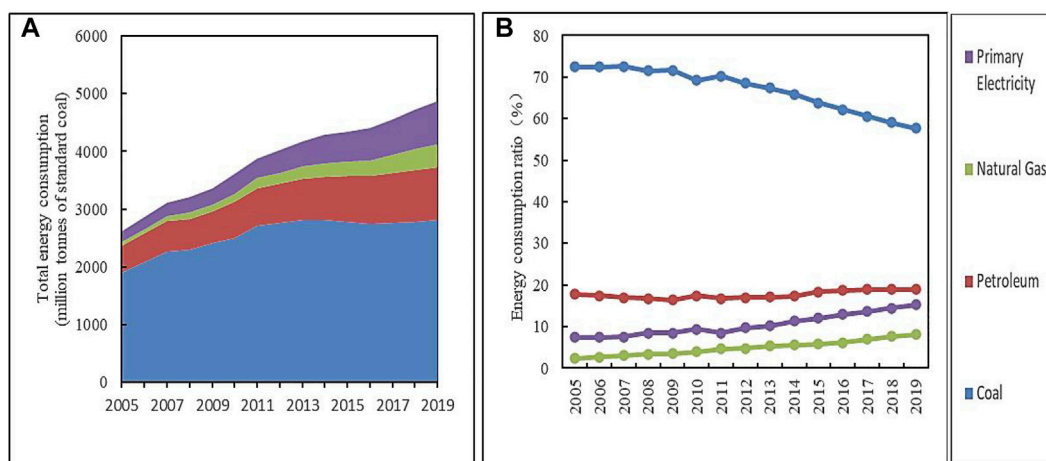 A
Total energy consumption
(million tonnes of standard coal)
6000
5000
4000
3000
2000
1000
0
2005 2007 2009 2011 2013 2015 2017 2019
B
Energy consumption ratio (%)
80
70
60
50
40
30
20
10
0
2005 2006 2007 2008 2009 2010 2011 2012 2013 2014 2015 2016 2017 2018 2019
Primary
Electricity
Natural Gas
Petroleum
Coal